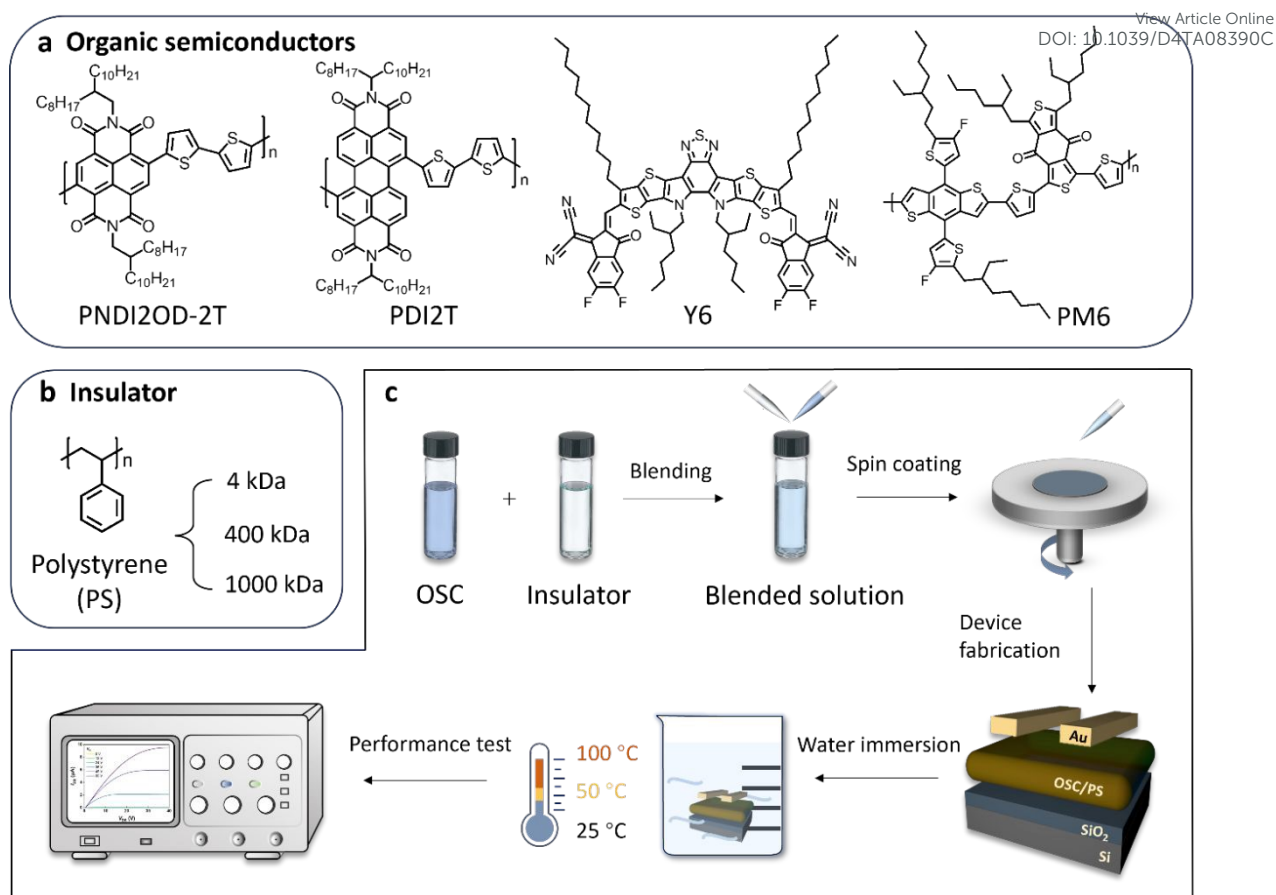 View Article Online
DOI: 10.1039/D4TA08390C
a Organic semiconductors
C10H21
C8H17
N
O
O
S
S
n
O
N
O
C8H17
C10H21
PNDI2OD-2T
C8H17
C10H21
O
N
O
S
S
n
O
N
O
C8H17
C10H21
PDI2T
S
N
N
S
S
S
S
N
N
N
N
O
O
N
N
F
F
F
F
Y6
F
S
S
O
O
S
S
S
n
S
S
S
F
PM6
b Insulator
n
Polystyrene
(PS)
4 kDa
400 kDa
1000 kDa
c
OSC
+
Insulator
Blending
Blended solution
Spin coating
Device
fabrication
Au
OSC/PS
SiO2
Si
Water immersion
100 °C
50 °C
25 °C
Performance test